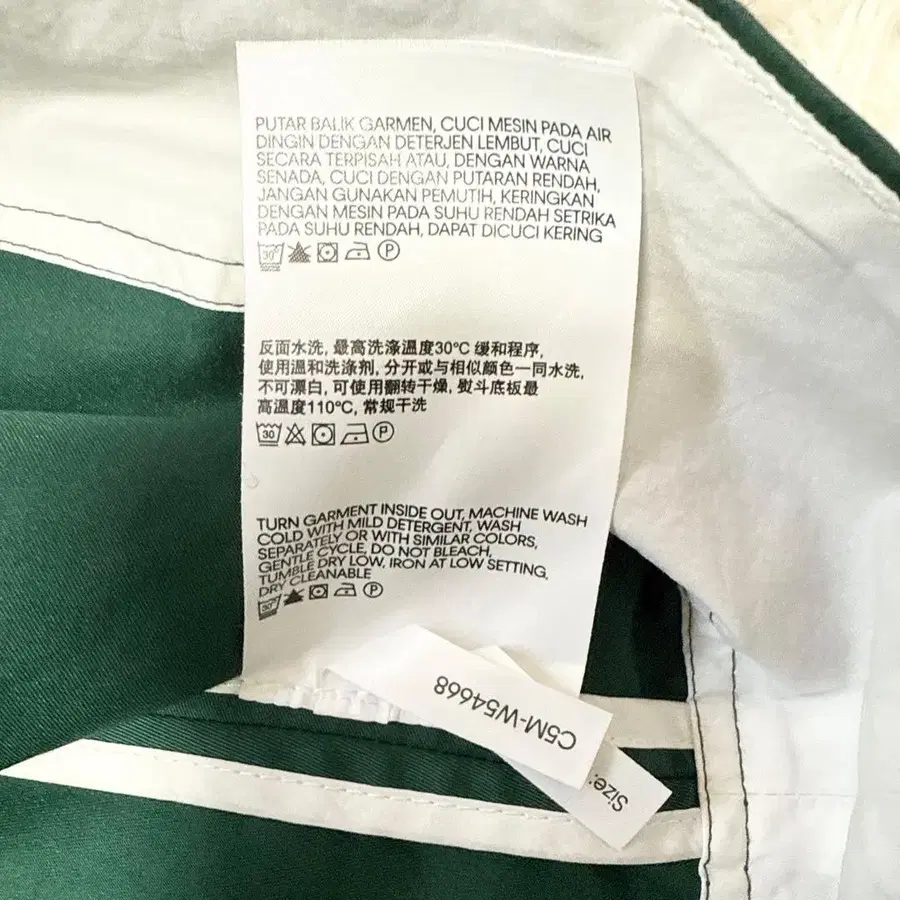 PUTAR BALIK GARMEN, CUCI MESIN PADA AIR
DINGIN DENGAN DETERJEN LEMBUT, CUCI
SECARA TERPISAH ATAU, DENGAN WARNA
SENADA, CUCI DENGAN PUTARAN RENDAH,
JANGAN GUNAKAN PEMUTIH, KERINGKAN
DENGAN MESIN PADA SUHU RENDAH SETRIKA
PADA SUHU RENDAH, DAPAT DICUCI KERING
30° P
反面水洗, 最高洗涤温度30°C 缓和程序,
使用温和洗涤剂, 分开或与相似颜色一同水洗,
不可漂白, 可使用翻转干燥, 熨斗底板最
高温度110°C, 常规干洗
30 P
TURN GARMENT INSIDE OUT, MACHINE WASH
COLD WITH MILD DETERGENT, WASH
SEPARATELY OR WITH SIMILAR COLORS,
GENTLE CYCLE, DO NOT BLEACH,
TUMBLE DRY LOW, IRON AT LOW SETTING,
DRY CLEANABLE
30° P
C5M-W54668
Size: